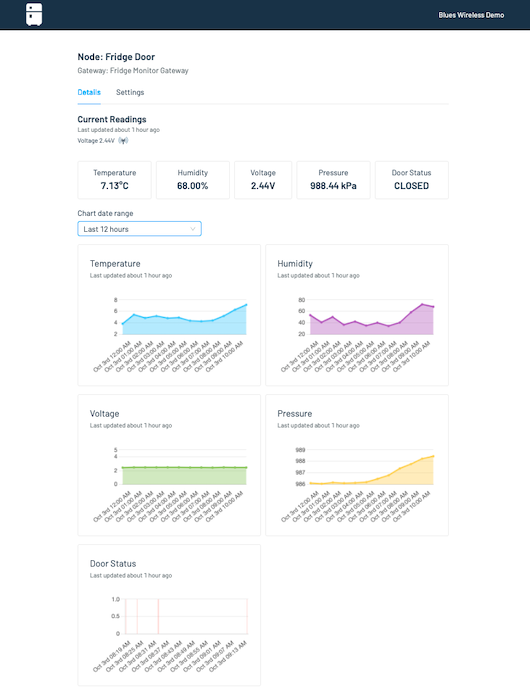 Blues Wireless Demo
Node: Fridge Door
Gateway: Fridge Monitor Gateway
Details Settings
Current Readings
Last updated about 1 hour ago
Voltage 2.44V
Temperature
7.13°C
Humidity
68.00%
Voltage
2.44V
Pressure
988.44 kPa
Door Status
CLOSED
Chart date range
Last 12 hours
Temperature
Last updated about 1 hour ago
8
6
4
2
Oct 3rd 12:00 AM
Oct 3rd 01:00 AM
Oct 3rd 02:00 AM
Oct 3rd 03:00 AM
Oct 3rd 04:00 AM
Oct 3rd 05:00 AM
Oct 3rd 06:00 AM
Oct 3rd 07:00 AM
Oct 3rd 08:00 AM
Oct 3rd 09:00 AM
Oct 3rd 10:00 AM
Humidity
Last updated about 1 hour ago
80
60
40
20
Oct 3rd 12:00 AM
Oct 3rd 01:00 AM
Oct 3rd 02:00 AM
Oct 3rd 03:00 AM
Oct 3rd 04:00 AM
Oct 3rd 05:00 AM
Oct 3rd 06:00 AM
Oct 3rd 07:00 AM
Oct 3rd 08:00 AM
Oct 3rd 09:00 AM
Oct 3rd 10:00 AM
Voltage
Last updated about 1 hour ago
5
4
2
0
Oct 3rd 12:00 AM
Oct 3rd 01:00 AM
Oct 3rd 02:00 AM
Oct 3rd 03:00 AM
Oct 3rd 04:00 AM
Oct 3rd 05:00 AM
Oct 3rd 06:00 AM
Oct 3rd 07:00 AM
Oct 3rd 08:00 AM
Oct 3rd 09:00 AM
Oct 3rd 10:00 AM
Pressure
Last updated about 1 hour ago
989
988
987
986
Oct 3rd 12:00 AM
Oct 3rd 01:00 AM
Oct 3rd 02:00 AM
Oct 3rd 03:00 AM
Oct 3rd 04:00 AM
Oct 3rd 05:00 AM
Oct 3rd 06:00 AM
Oct 3rd 07:00 AM
Oct 3rd 08:00 AM
Oct 3rd 09:00 AM
Oct 3rd 10:00 AM
Door Status
Last updated about 1 hour ago
1.0
0.5
0
Oct 3rd 08:19 AM
Oct 3rd 08:25 AM
Oct 3rd 08:31 AM
Oct 3rd 08:37 AM
Oct 3rd 08:43 AM
Oct 3rd 08:49 AM
Oct 3rd 08:55 AM
Oct 3rd 09:01 AM
Oct 3rd 09:07 AM
Oct 3rd 09:13 AM